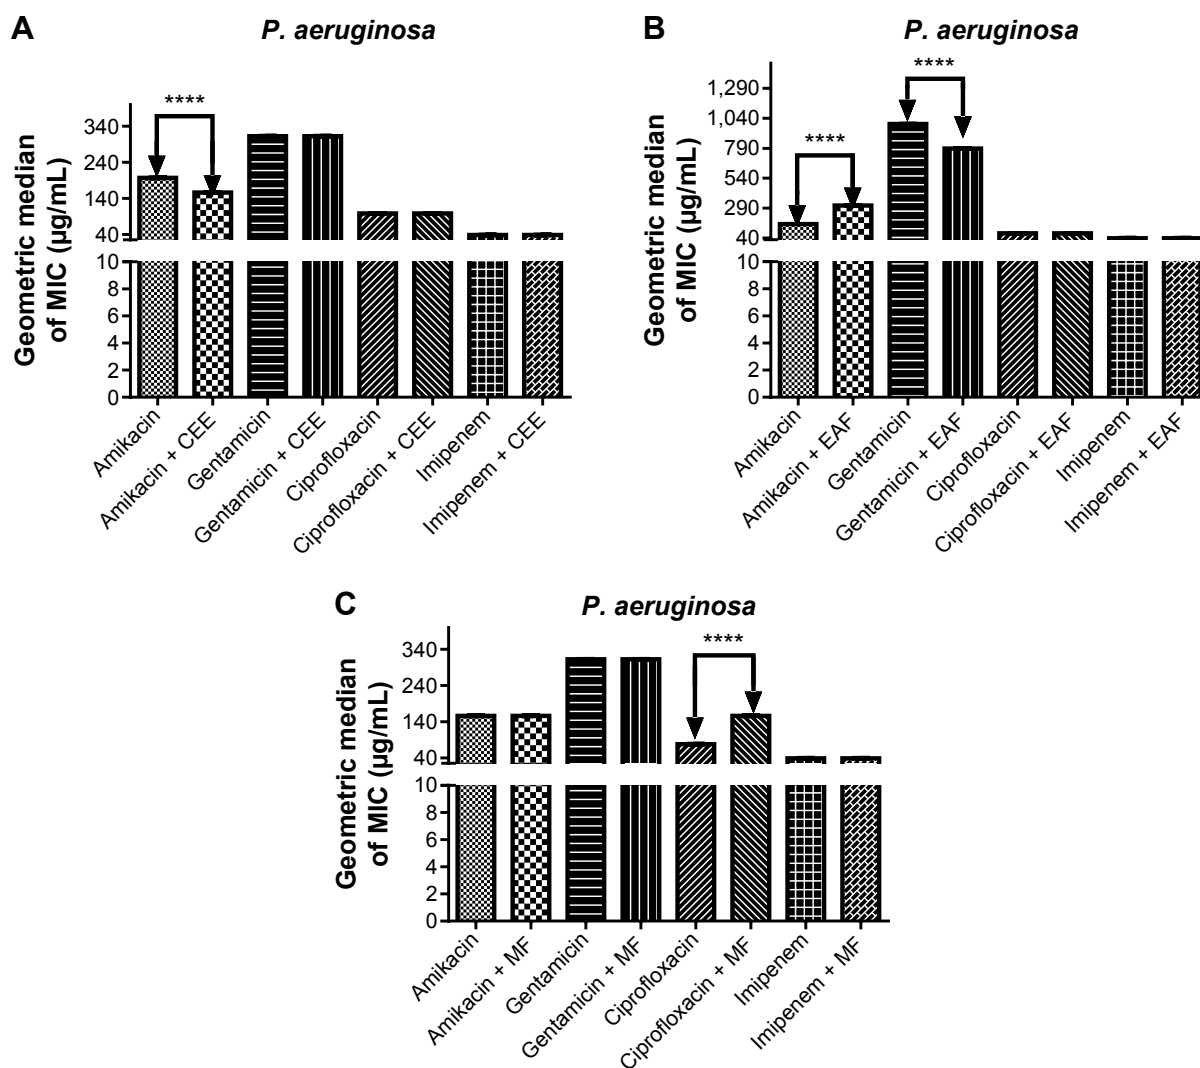 A
P. aeruginosa
Geometric median
of MIC (µg/mL)
340
240
140
40
10
8
6
4
2
0
****
Amikacin
Amikacin + CEE
Gentamicin
Gentamicin + CEE
Ciprofloxacin
Ciprofloxacin + CEE
Imipenem
Imipenem + CEE
B
P. aeruginosa
Geometric median
of MIC (µg/mL)
1,290
1,040
790
540
290
40
10
8
6
4
2
0
****
****
Amikacin
Amikacin + EAF
Gentamicin
Gentamicin + EAF
Ciprofloxacin
Ciprofloxacin + EAF
Imipenem
Imipenem + EAF
C
P. aeruginosa
Geometric median
of MIC (µg/mL)
340
240
140
40
10
8
6
4
2
0
****
Amikacin
Amikacin + MF
Gentamicin
Gentamicin + MF
Ciprofloxacin
Ciprofloxacin + MF
Imipenem
Imipenem + MF